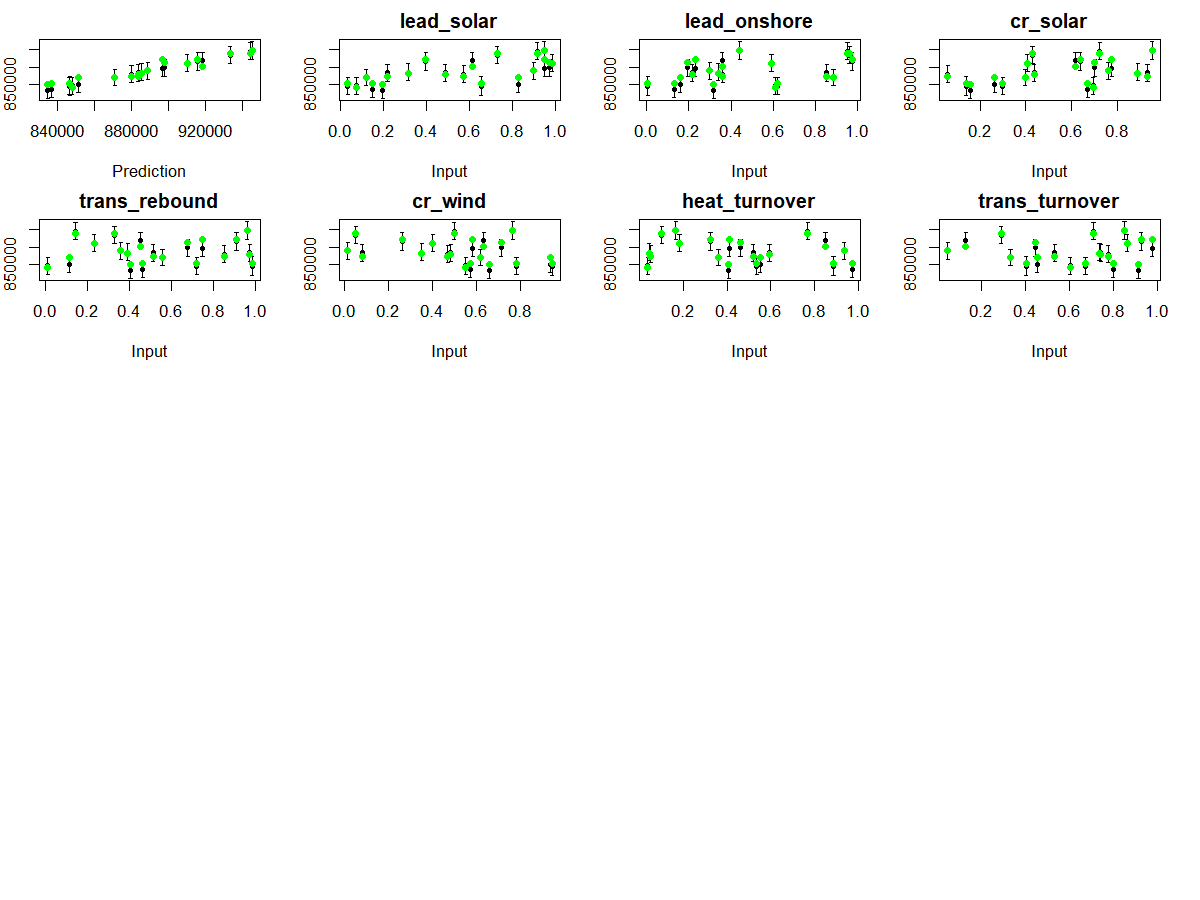 lead_solar lead_onshore cr_solar
850000 850000 850000 850000
840000 880000 920000 0.0 0.2 0.4 0.6 0.8 1.0 0.0 0.2 0.4 0.6 0.8 1.0 0.2 0.4 0.6 0.8
Prediction Input Input Input
trans_rebound cr_wind heat_turnover trans_turnover
850000 850000 850000 850000
0.0 0.2 0.4 0.6 0.8 1.0 0.0 0.2 0.4 0.6 0.8 0.2 0.4 0.6 0.8 1.0 0.2 0.4 0.6 0.8 1.0
Input Input Input Input